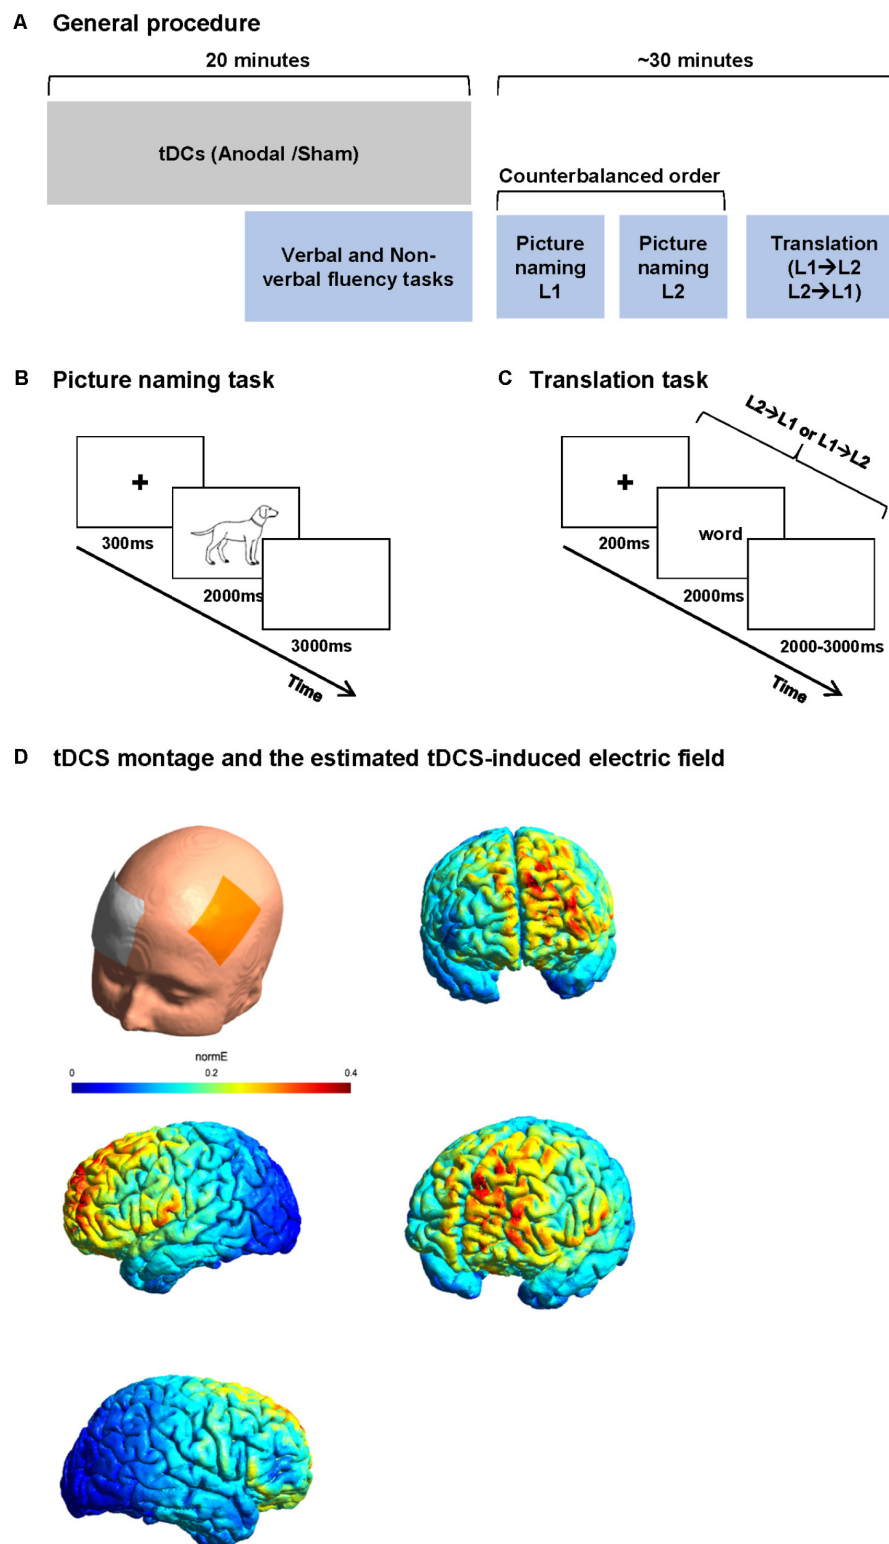 A General procedure
20 minutes
~30 minutes
tDCs (Anodal /Sham)
Counterbalanced order
Verbal and Non-
verbal fluency tasks
Picture
naming
L1
Picture
naming
L2
Translation
(L1→L2
L2→L1)
B Picture naming task
300ms
2000ms
3000ms
Time
C Translation task
L2→L1 or L1→L2
200ms
word
2000ms
2000-3000ms
Time
D tDCS montage and the estimated tDCS-induced electric field
normE
0 0.2 0.4